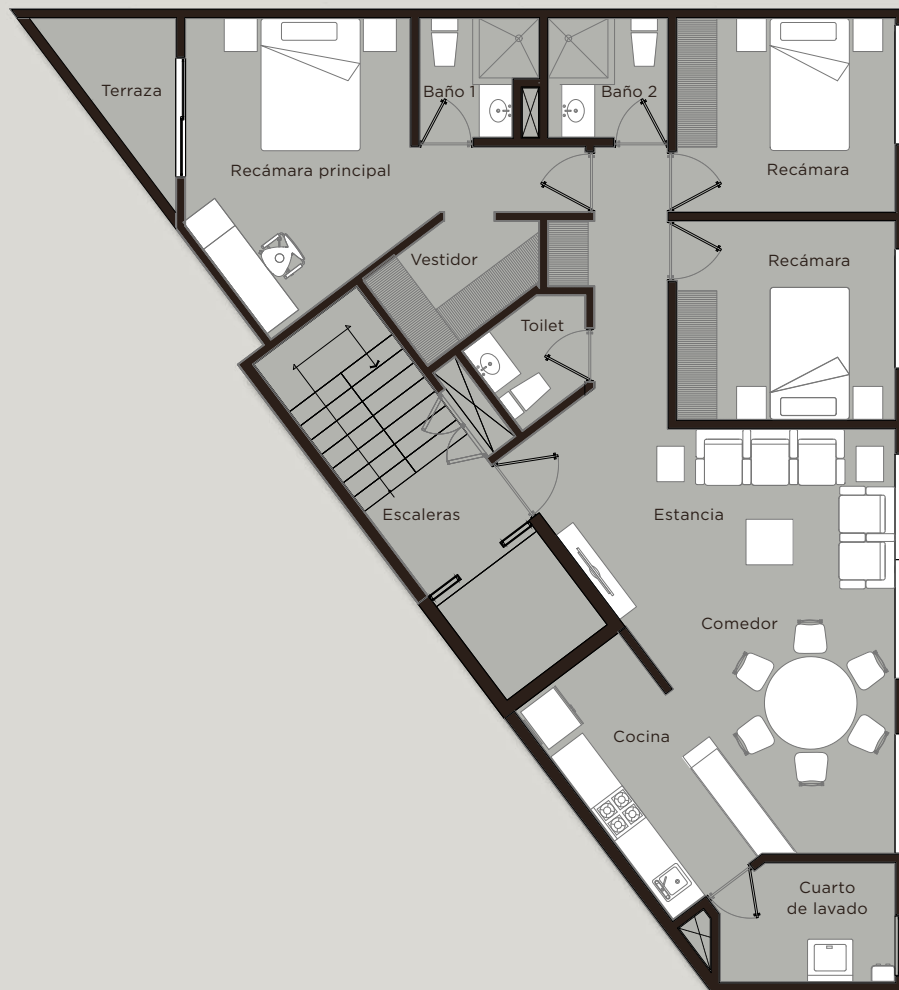 Terraza
Baño 1
Baño 2
Recámara principal
Recámara
Vestidor
Recámara
Toilet
Escaleras
Estancia
Comedor
Cocina
Cuarto
de lavado